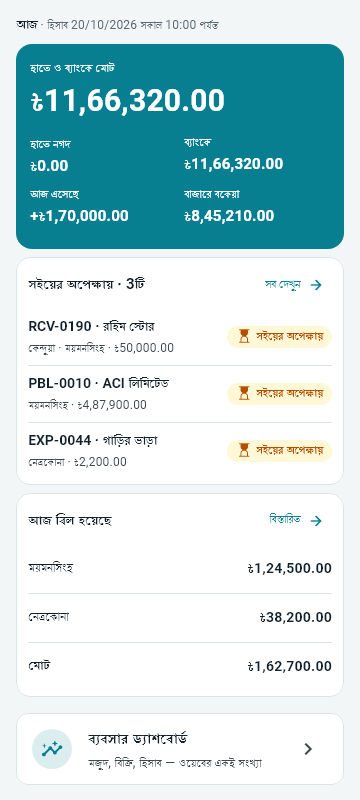 আজ · হিসাব 20/10/2026 সকাল 10:00 পর্যন্ত
হাতে ও ব্যাংকে মোট
৳11,66,320.00
হাতে নগদ
ব্যাংকে
৳0.00
৳11,66,320.00
আজ এসেছে
বাজারে বকেয়া
+৳1,70,000.00
৳8,45,210.00
সইয়ের অপেক্ষায় · 3টি
সব দেখুন
RCV-0190 · রহিম স্টোর
সইয়ের অপেক্ষায়
কেন্দুয়া · ময়মনসিংহ · ৳50,000.00
PBL-0010 · ACI লিমিটেড
সইয়ের অপেক্ষায়
ময়মনসিংহ · ৳4,87,900.00
EXP-0044 · গাড়ির ভাড়া
সইয়ের অপেক্ষায়
নেত্রকোনা · ৳2,200.00
আজ বিল হয়েছে
বিস্তারিত
ময়মনসিংহ
৳1,24,500.00
নেত্রকোনা
৳38,200.00
মোট
৳1,62,700.00
ব্যবসার ড্যাশবোর্ড
মজুদ, বিক্রি, হিসাব — ওয়েবের একই সংখ্যা